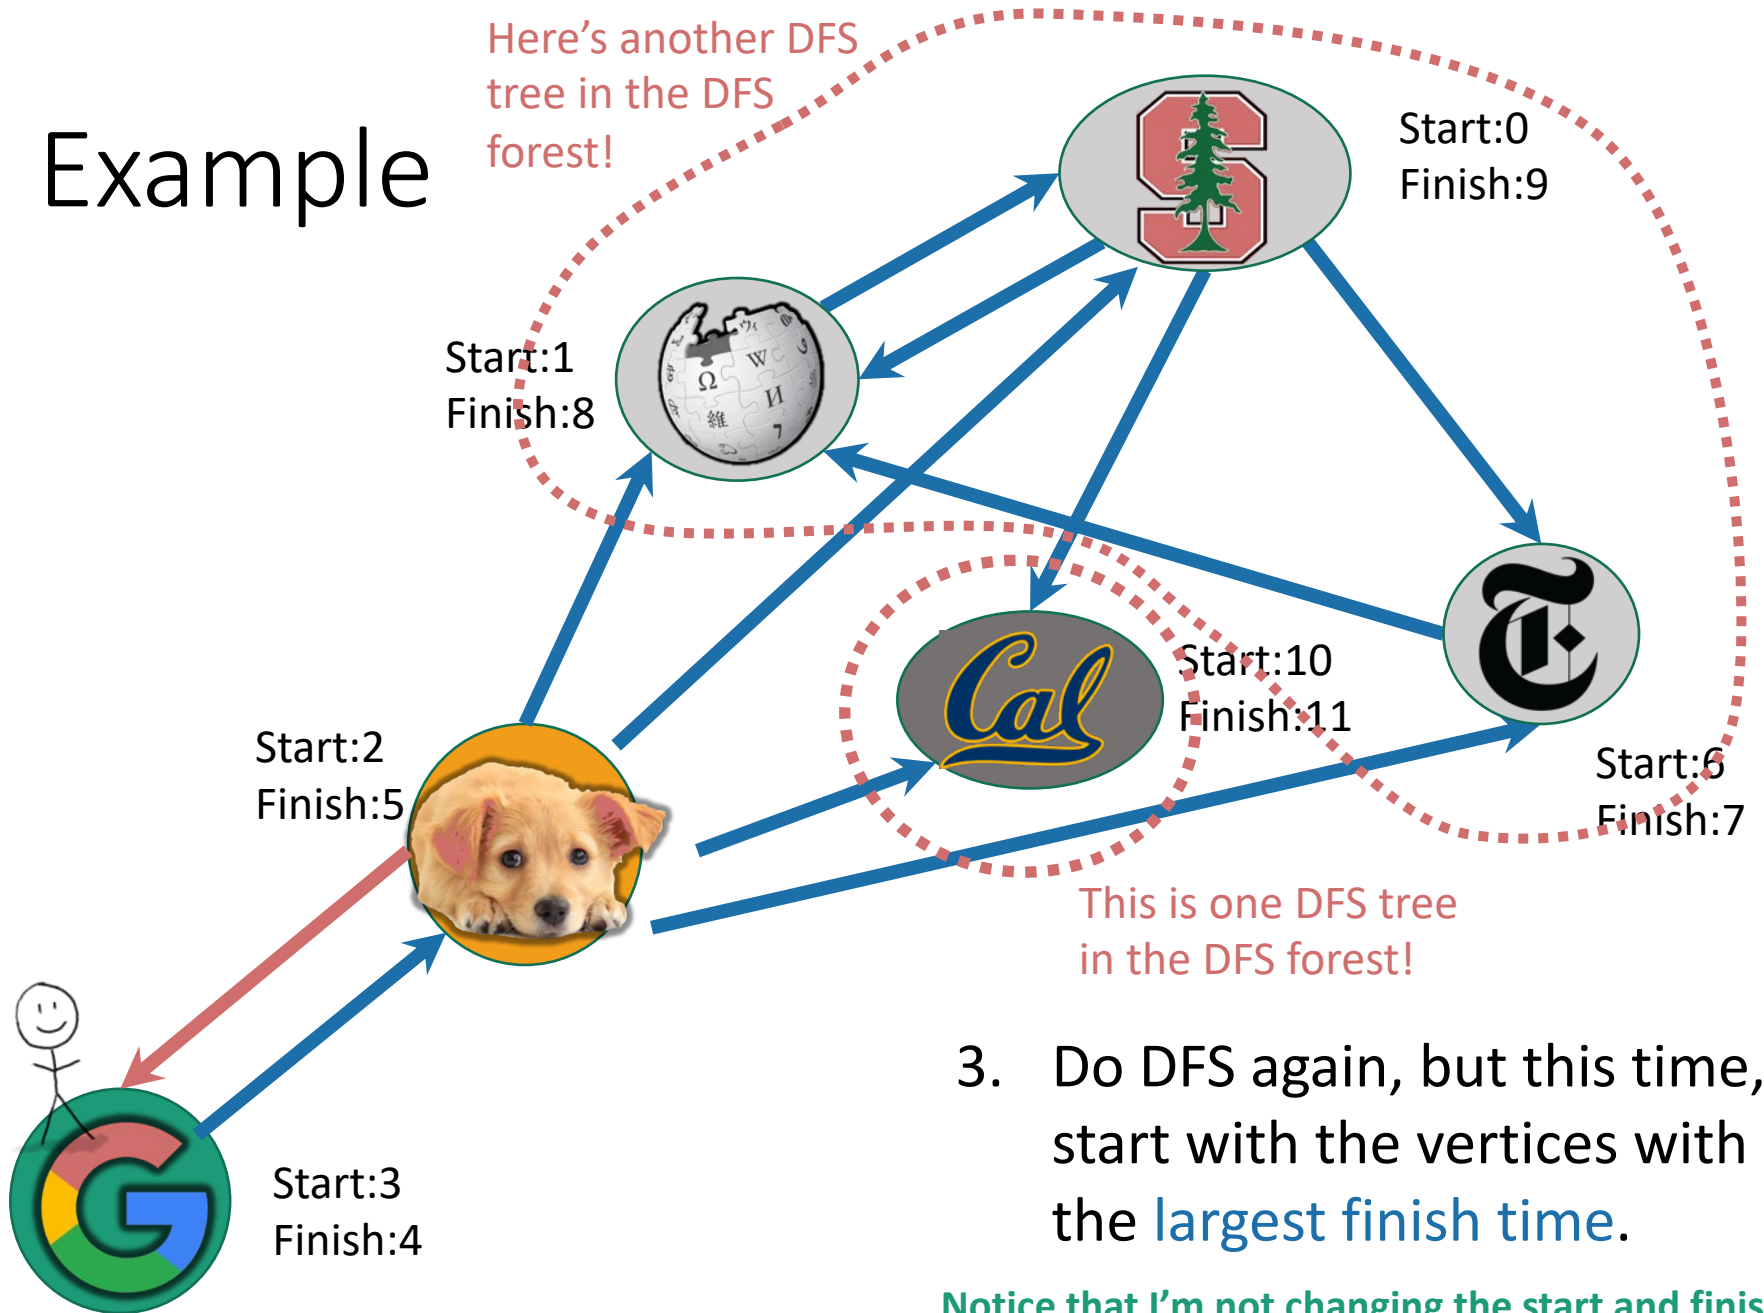 Here’s another DFS
tree in the DFS
forest!
Example
Start:0
Finish:9
Start:1
Finish:8
Ω
W
И
維
Cal
Start:10
Finish:11
Start:2
Finish:5
Start:6
Finish:7
This is one DFS tree
in the DFS forest!
3. Do DFS again, but this time,
start with the vertices with
the largest finish time.
Start:3
Finish:4
Notice that I’m not changing the start and finis